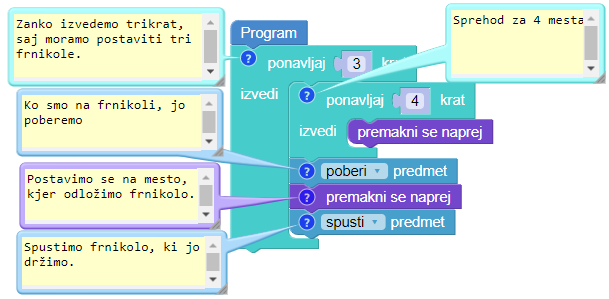 Zanko izvedemo trikrat,
saj moramo postaviti tri
frnikole.
Program
Sprehod za 4 mesta
? ponavljaj 3 krat
izvedi
? ponavljaj 4 krat
izvedi premakni se naprej
Ko smo na frnikoli, jo
poberemo
? poberi predmet
Postavimo se na mesto,
kjer odložimo frnikolo.
? premakni se naprej
? spusti predmet
Spustimo frnikolo, ki jo
držimo.